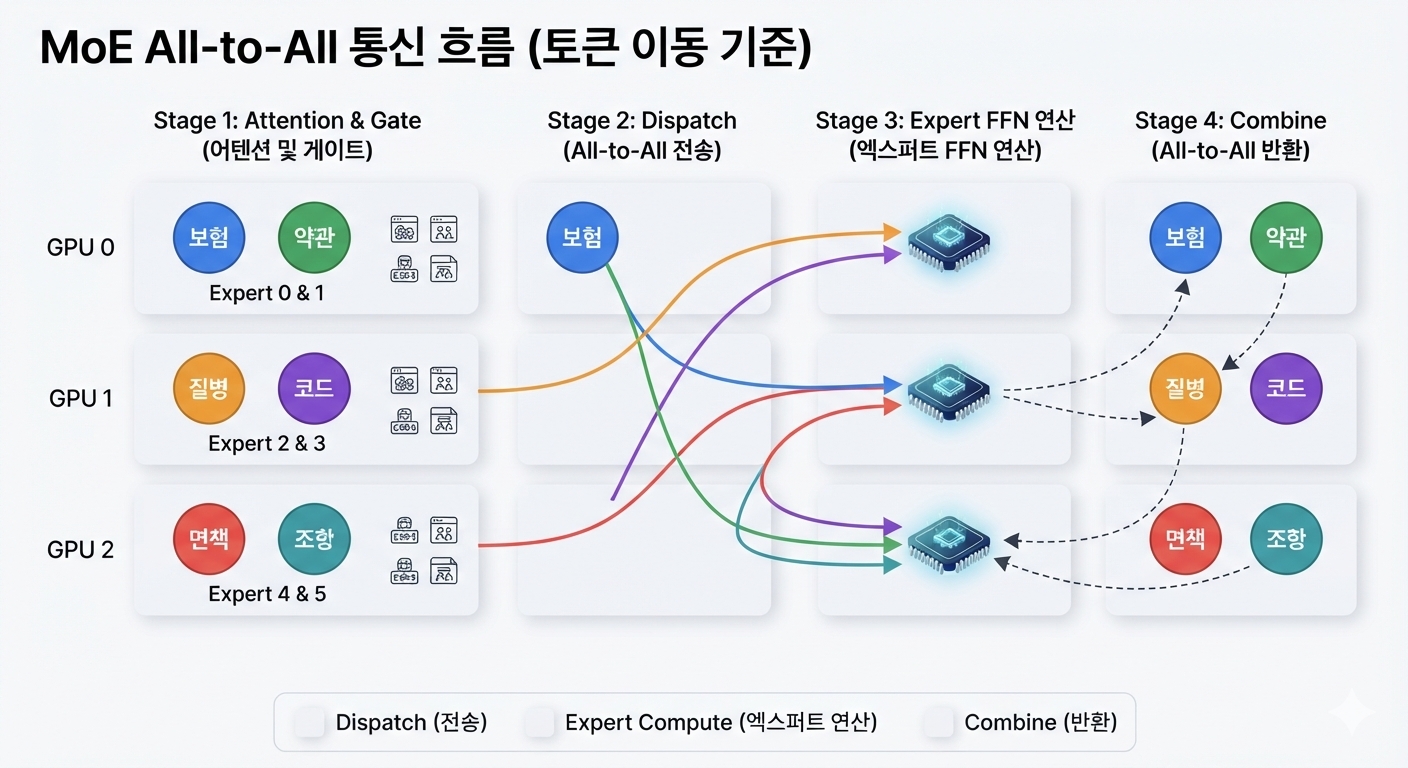 MoE All-to-All 통신 흐름 (토큰 이동 기준)
Stage 1: Attention & Gate
(어텐션 및 게이트)
Stage 2: Dispatch
(All-to-All 전송)
Stage 3: Expert FFN 연산
(엑스퍼트 FFN 연산)
Stage 4: Combine
(All-to-All 반환)
GPU 0
보험
약관
Expert 0 & 1
보험
보험
약관
GPU 1
질병
코드
Expert 2 & 3
질병
코드
GPU 2
면책
조항
Expert 4 & 5
면책
조항
Dispatch (전송)
Expert Compute (엑스퍼트 연산)
Combine (반환)